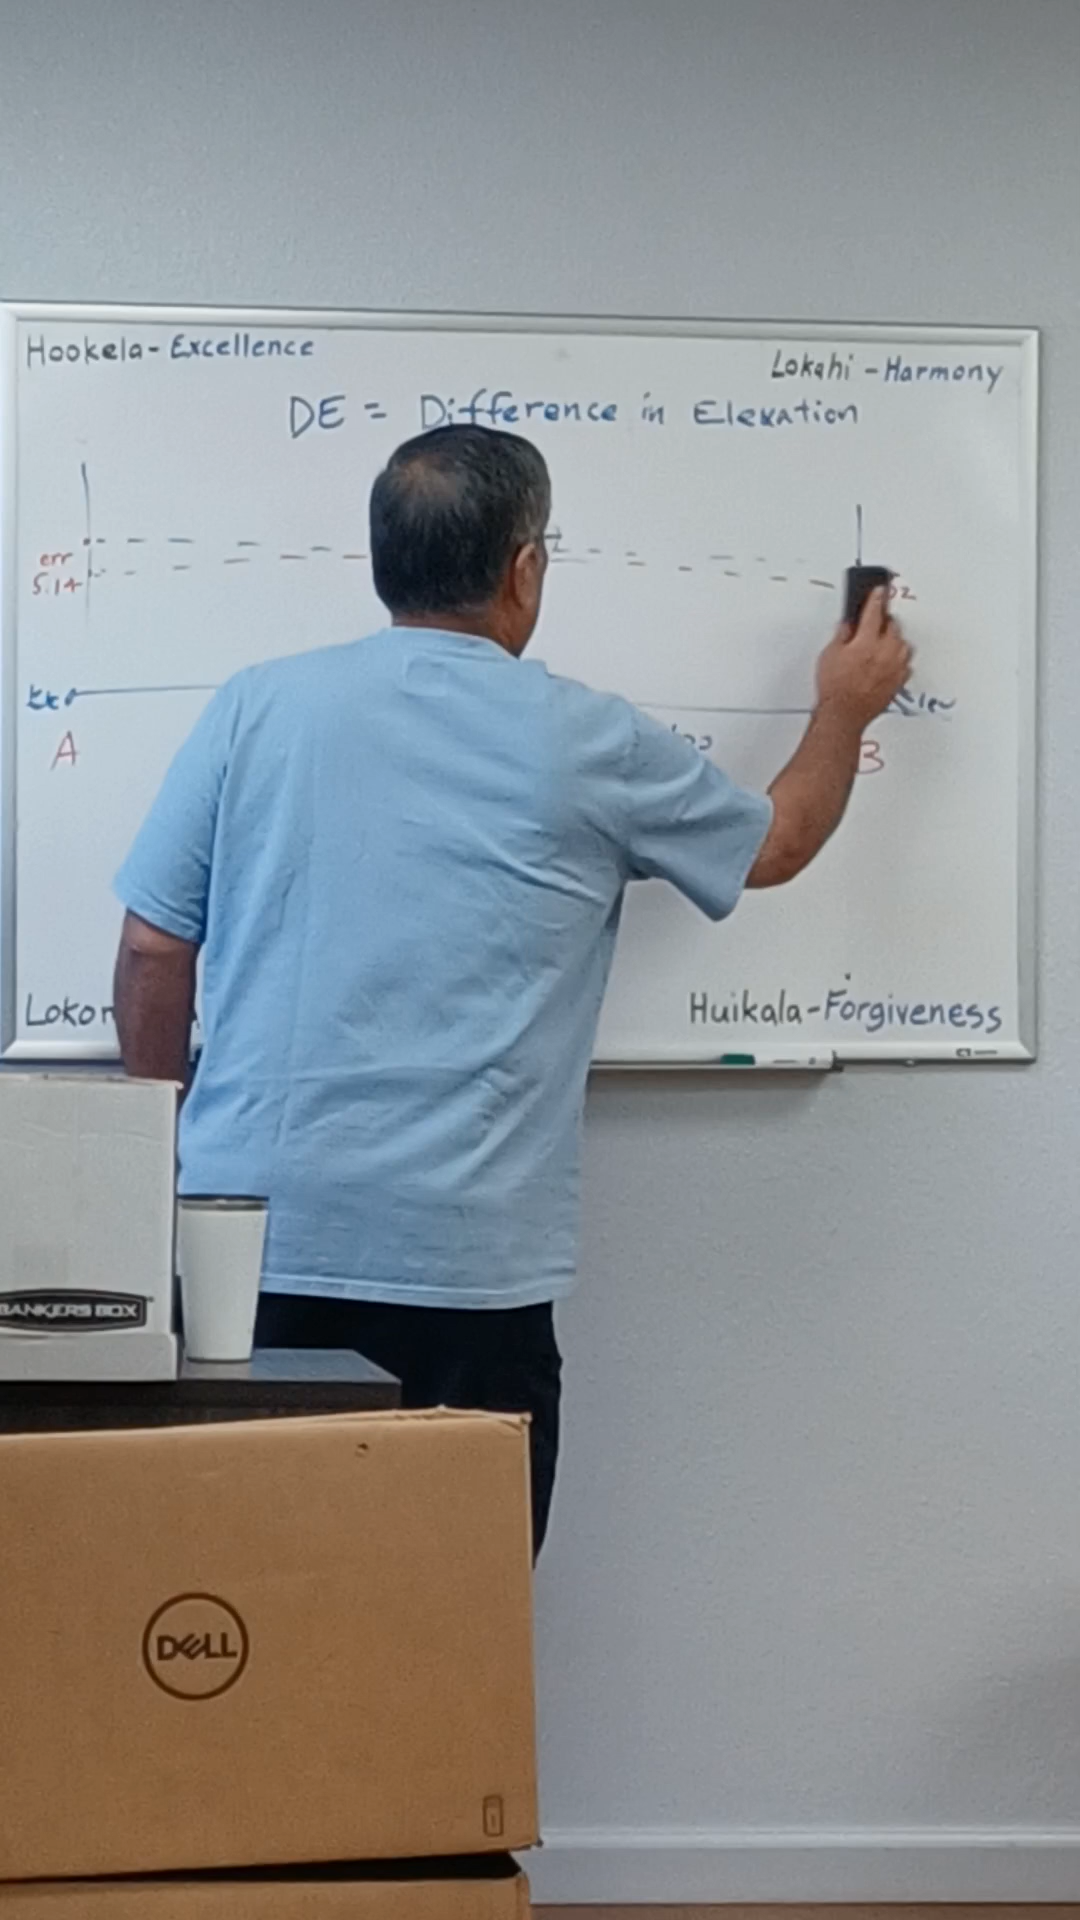 Hookela - Excellence
Lokahi - Harmony
DE = Difference in Elevation
err
5.14
A
B
Huikala - Forgiveness
BANKERS BOX
DELL